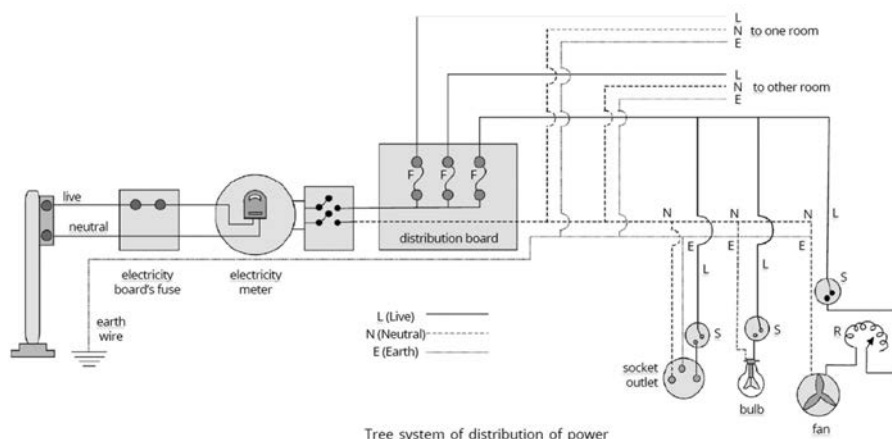 L
N to one room
E
L
N to other room
E
F F F
live
neutral
distribution board
electricity
board's fuse
electricity
meter
earth
wire
L (Live)
N (Neutral)
E (Earth)
N N N
E E E
L L L
S S S
R
socket
outlet
bulb
fan
Tree system of distribution of power